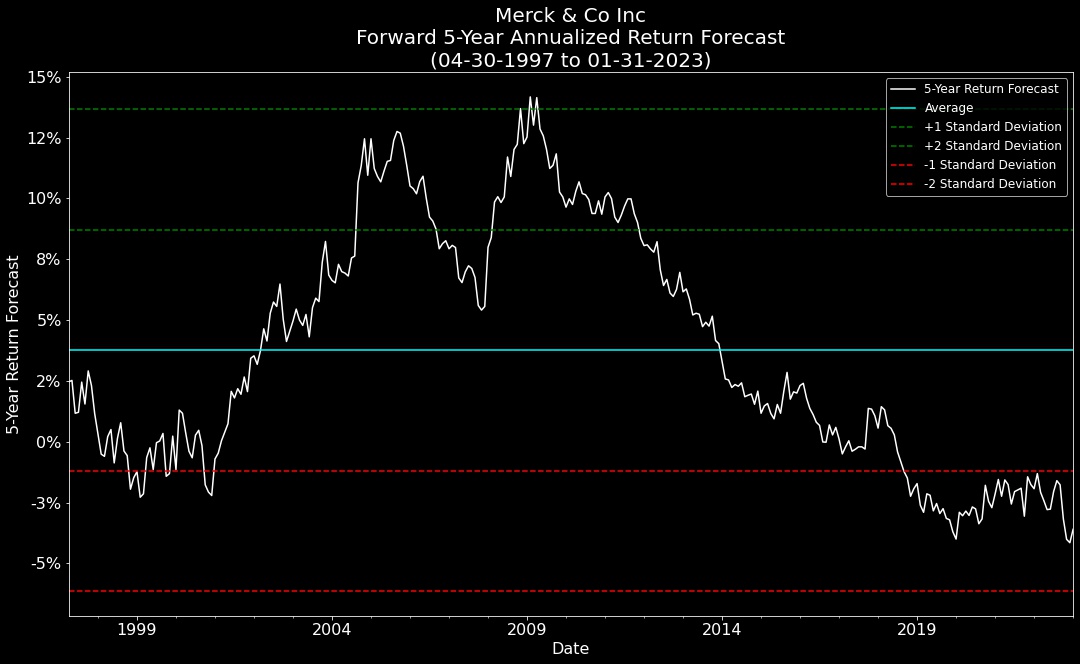 Merck & Co Inc
Forward 5-Year Annualized Return Forecast
(04-30-1997 to 01-31-2023)
15%
12%
10%
8%
5%
2%
0%
-3%
-5%
5-Year Return Forecast
5-Year Return Forecast
Average
+1 Standard Deviation
+2 Standard Deviation
-1 Standard Deviation
-2 Standard Deviation
1999
2004
2009
2014
2019
Date